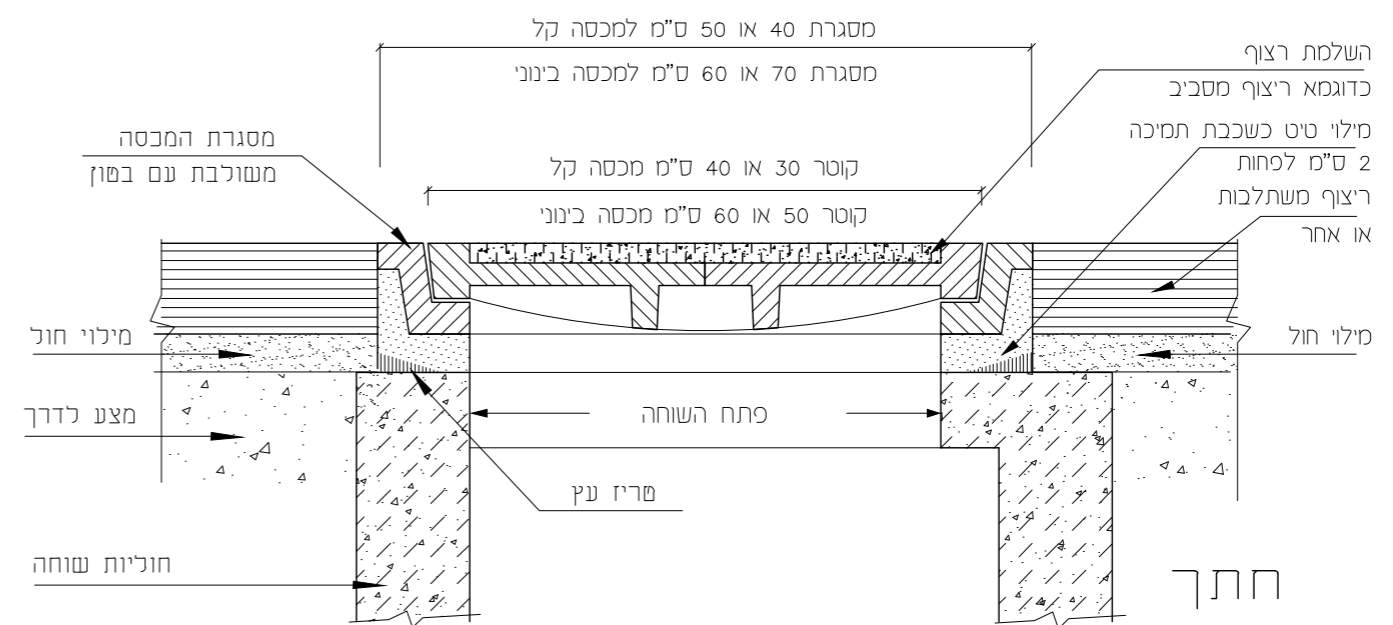 מסגרת 40 או 50 ס"מ למכסה קל
מסגרת 70 או 60 ס"מ למכסה בינוני
השלמת רצוף
כדוגמא ריצוף מסביב
מילוי טיט כשכבת תמיכה
2 ס"מ לפחות
ריצוף משתלבות
או אחר
מסגרת המכסה
משולבת עם בטון
קוטר 30 או 40 ס"מ מכסה קל
קוטר 50 או 60 ס"מ מכסה בינוני
מילוי חול
מילוי חול
פתח השוחה
מצע לדרך
טריז עץ
חוליות שוחה
חתך